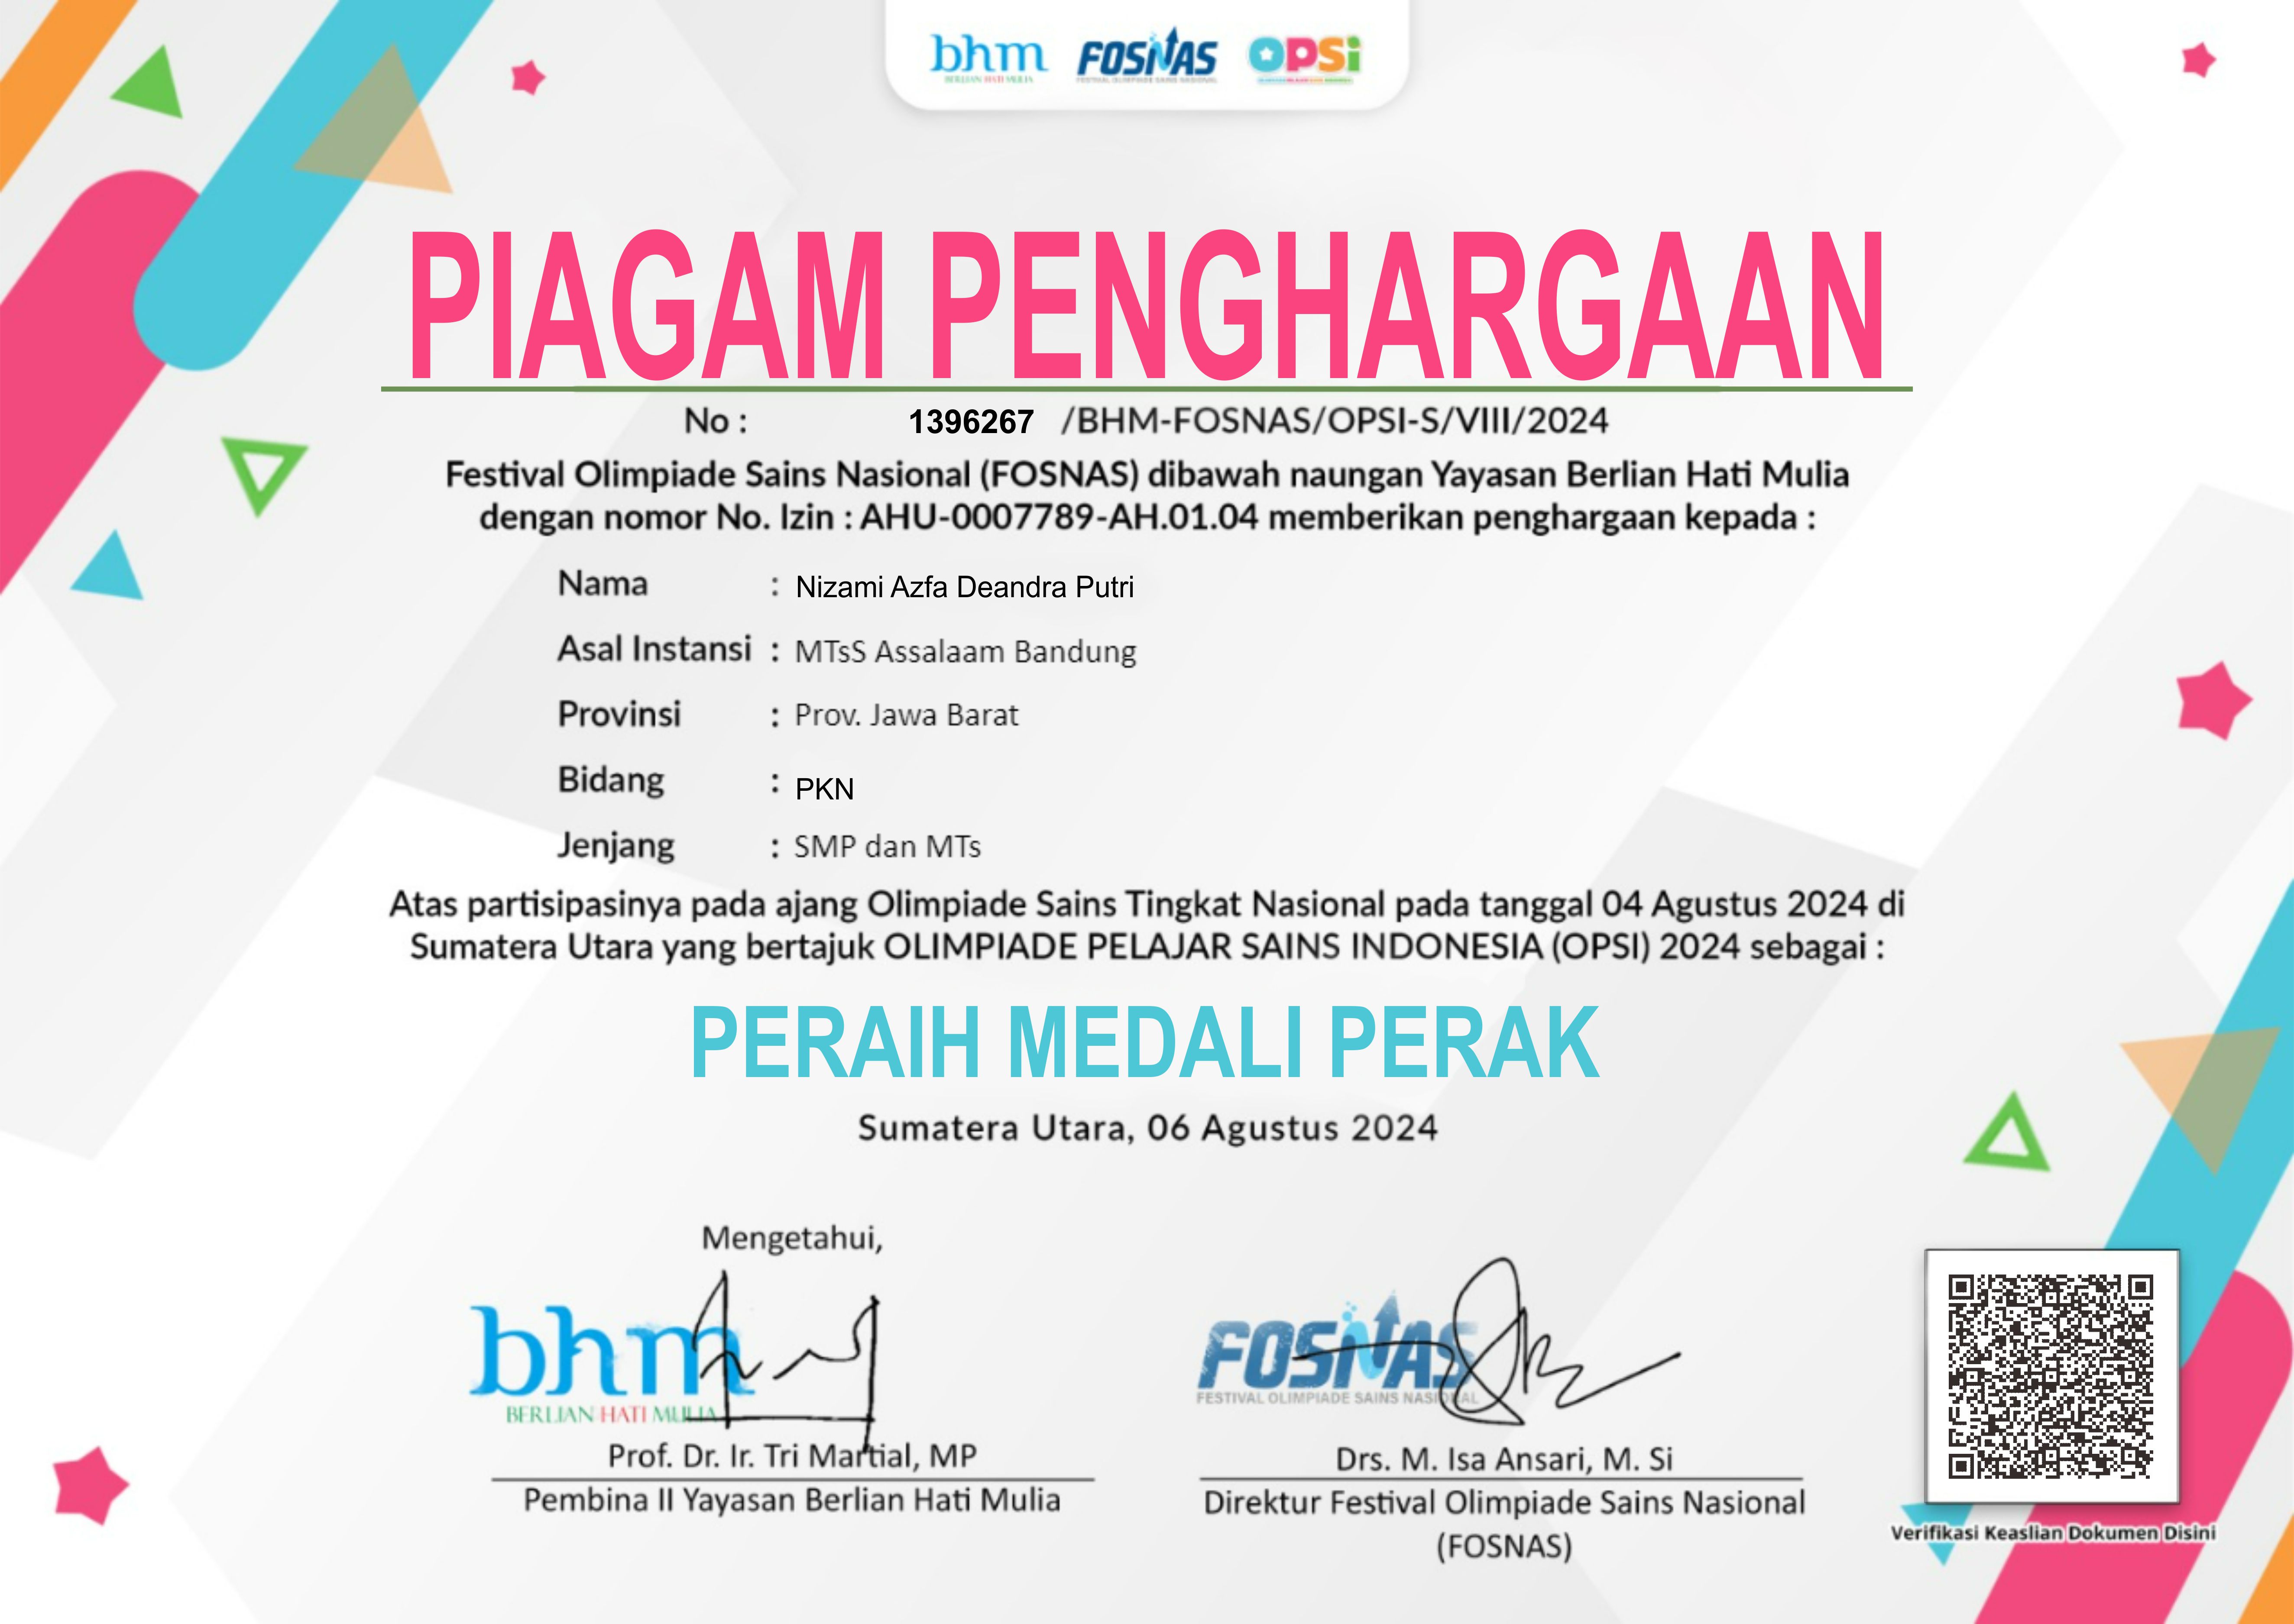 bhm FOSNAS OPSi
BERLIAN HATI MULIA FESTIVAL OLIMPIADE SAINS NASIONAL
PIAGAM PENGHARGAAN
No : 1396267 /BHM-FOSNAS/OPSI-S/VIII/2024
Festival Olimpiade Sains Nasional (FOSNAS) dibawah naungan Yayasan Berlian Hati Mulia
dengan nomor No. Izin : AHU-0007789-AH.01.04 memberikan penghargaan kepada :
Nama : Nizami Azfa Deandra Putri
Asal Instansi : MTsS Assalaam Bandung
Provinsi : Prov. Jawa Barat
Bidang : PKN
Jenjang : SMP dan MTs
Atas partisipasinya pada ajang Olimpiade Sains Tingkat Nasional pada tanggal 04 Agustus 2024 di
Sumatera Utara yang bertajuk OLIMPIADE PELAJAR SAINS INDONESIA (OPSI) 2024 sebagai :
PERAIH MEDALI PERAK
Sumatera Utara, 06 Agustus 2024
Mengetahui,
bhm
BERLIAN HATI MULIA
Prof. Dr. Ir. Tri Martial, MP
Pembina II Yayasan Berlian Hati Mulia
FOSNAS
FESTIVAL OLIMPIADE SAINS NASIONAL
Drs. M. Isa Ansari, M. Si
Direktur Festival Olimpiade Sains Nasional
(FOSNAS)
Verifikasi Keaslian Dokumen Disini